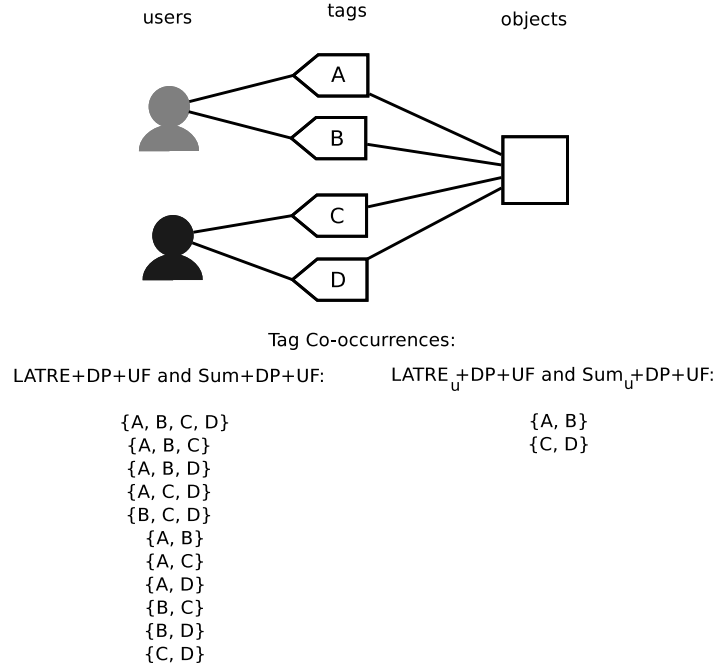 users tags objects
A
B
C
D
Tag Co-occurrences:
LATRE+DP+UF and Sum+DP+UF:
{A, B, C, D}
{A, B, C}
{A, B, D}
{A, C, D}
{B, C, D}
{A, B}
{A, C}
{A, D}
{B, C}
{B, D}
{C, D}
LATREu+DP+UF and Sumu+DP+UF:
{A, B}
{C, D}